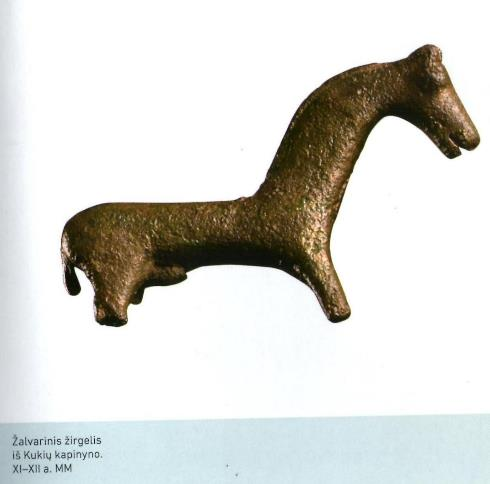 Žalvarinis žirgelis
iš Kukių kapinyno.
XI–XII a. MM